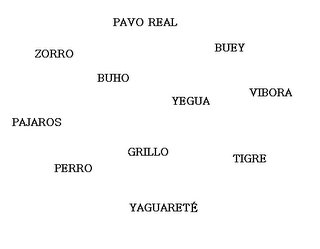 PAVO REAL
BUEY
ZORRO
BUHO
VIBORA
YEGUA
PAJAROS
GRILLO
TIGRE
PERRO
YAGUARETÉ